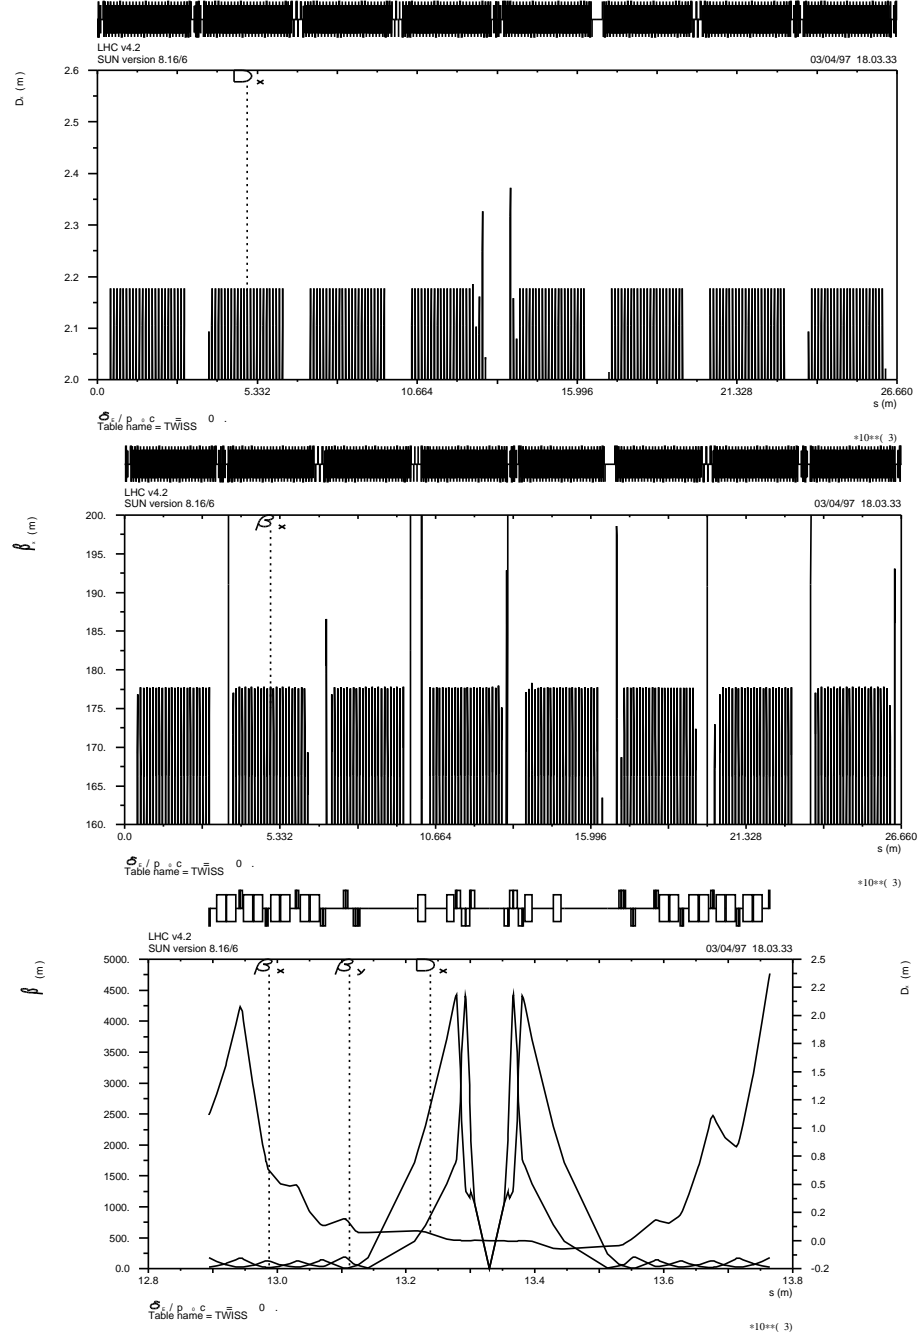 LHC v4.2
SUN version 8.16/6 03/04/97 18.03.33
D x
Dx (m)
2.6
2.5
2.4
2.3
2.2
2.1
2.0
0.0 5.332 10.664 15.996 21.328 26.660
s (m)
/ p c = 0 .
Table name = TWISS
*10**( 3)
LHC v4.2
SUN version 8.16/6 03/04/97 18.03.33
β x
β (m)
200.
195.
190.
185.
180.
175.
170.
165.
160.
0.0 5.332 10.664 15.996 21.328 26.660
s (m)
/ p c = 0 .
Table name = TWISS
*10**( 3)
LHC v4.2
SUN version 8.16/6 03/04/97 18.03.33
β x β y D x
β (m)
5000.
4500.
4000.
3500.
3000.
2500.
2000.
1500.
1000.
500.
0.0
2.5
2.2
2.0
1.8
1.5
1.2
1.0
0.8
0.5
0.2
0.0
-0.2
D (m)
12.8 13.0 13.2 13.4 13.6 13.8
s (m)
/ p c = 0 .
Table name = TWISS
*10**( 3)